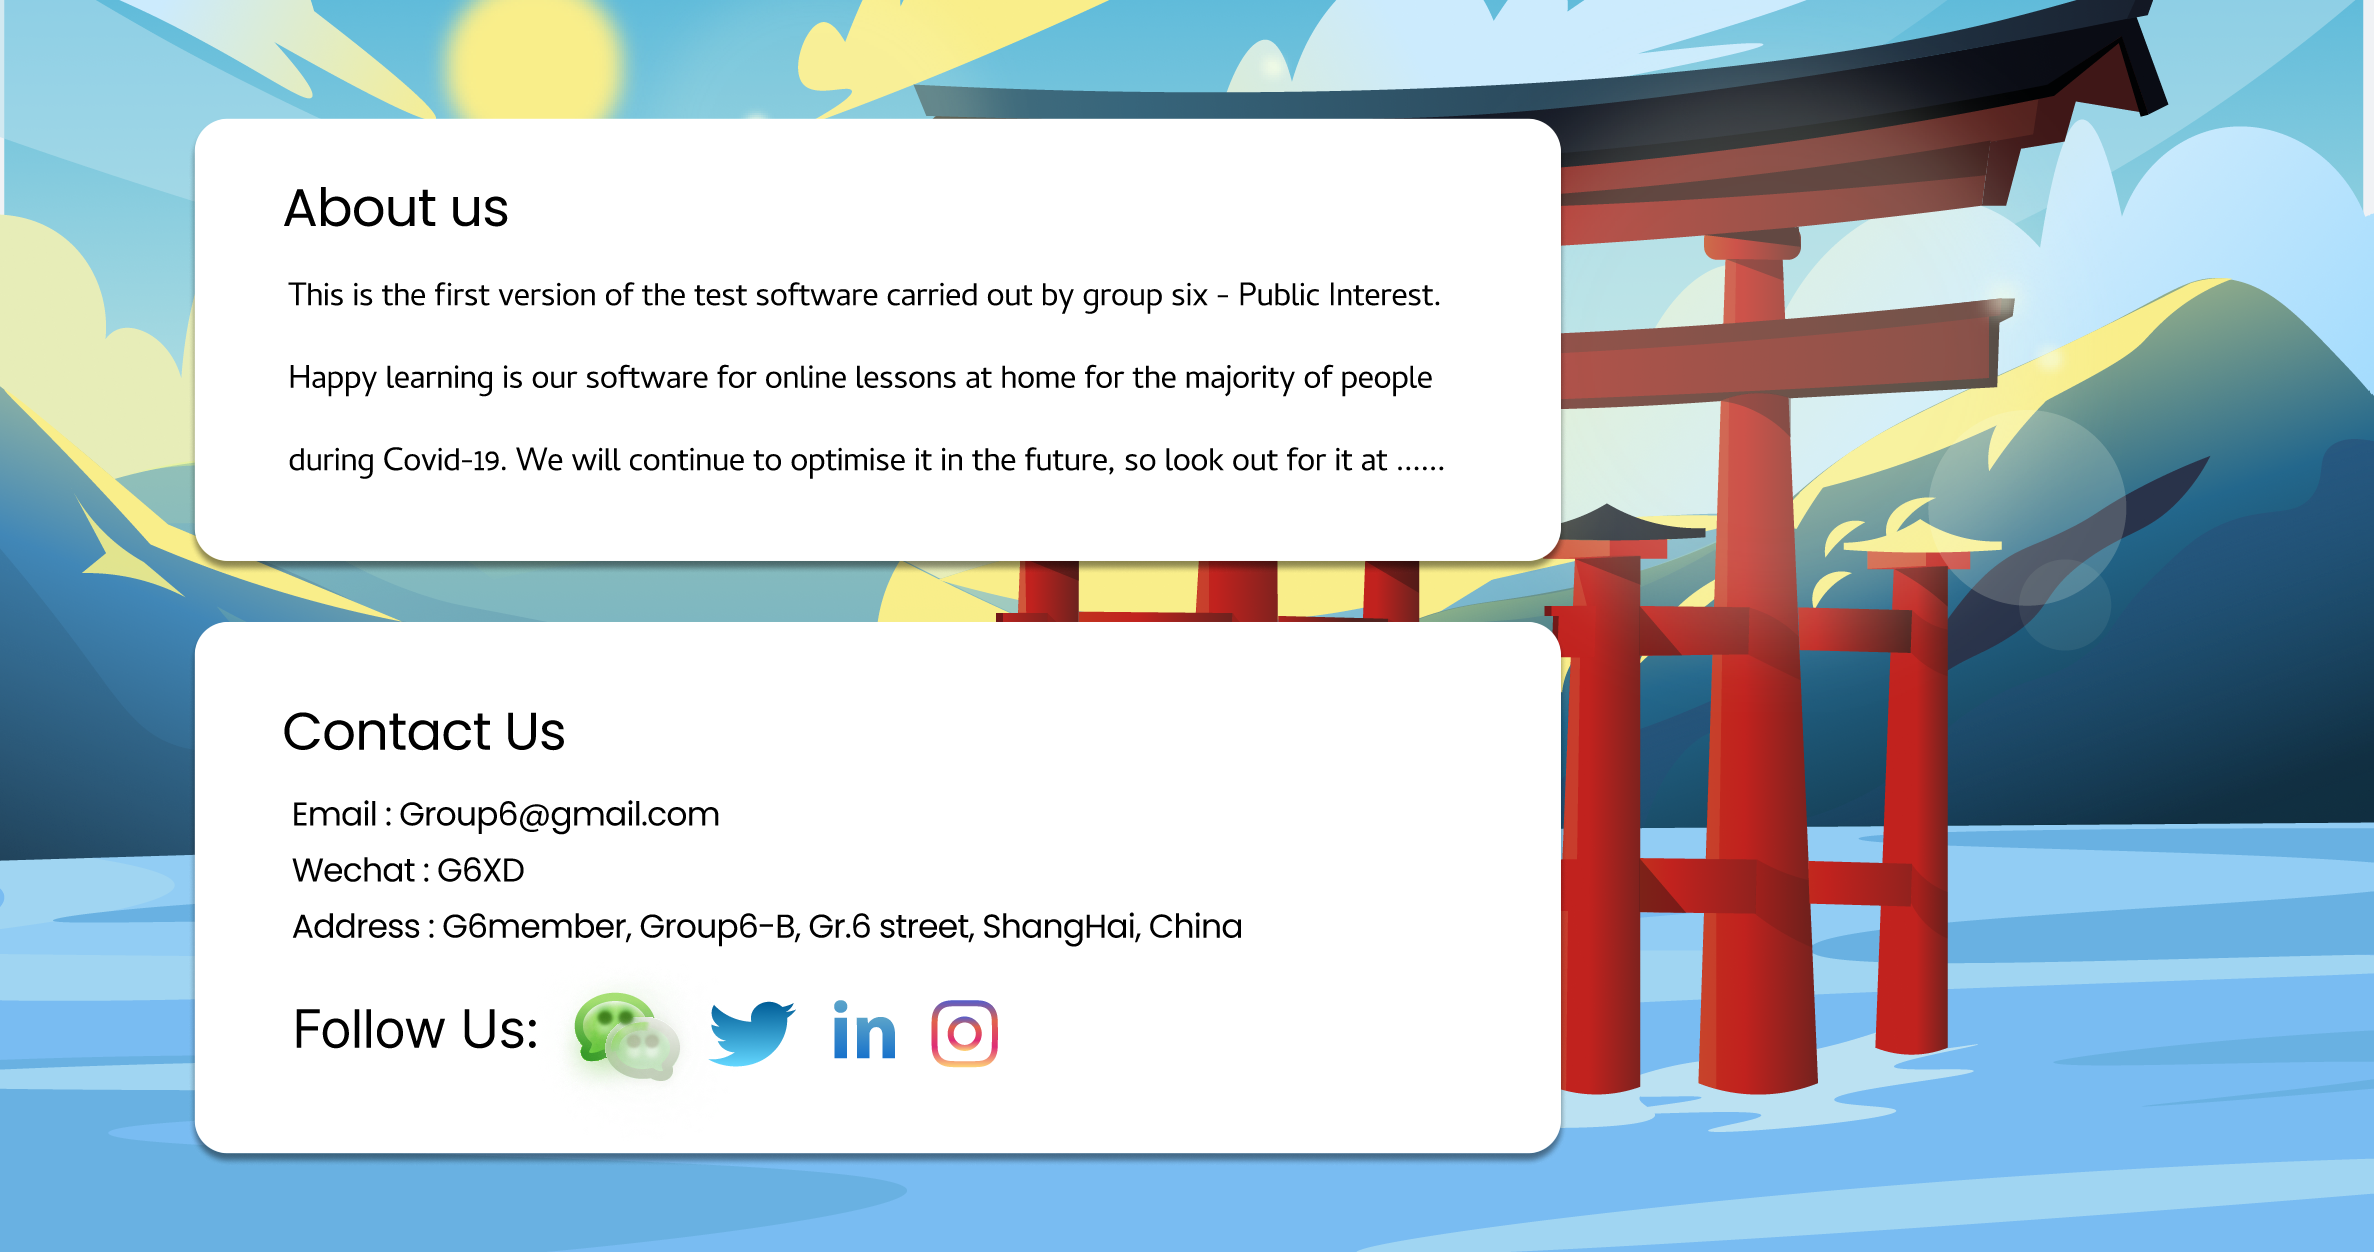 About us
This is the first version of the test software carried out by group six - Public Interest.
Happy learning is our software for online lessons at home for the majority of people
during Covid-19. We will continue to optimise it in the future, so look out for it at ......
Contact Us
Email : Group6@gmail.com
Wechat : G6XD
Address : G6member, Group6-B, Gr.6 street, ShangHai, China
Follow Us:
in